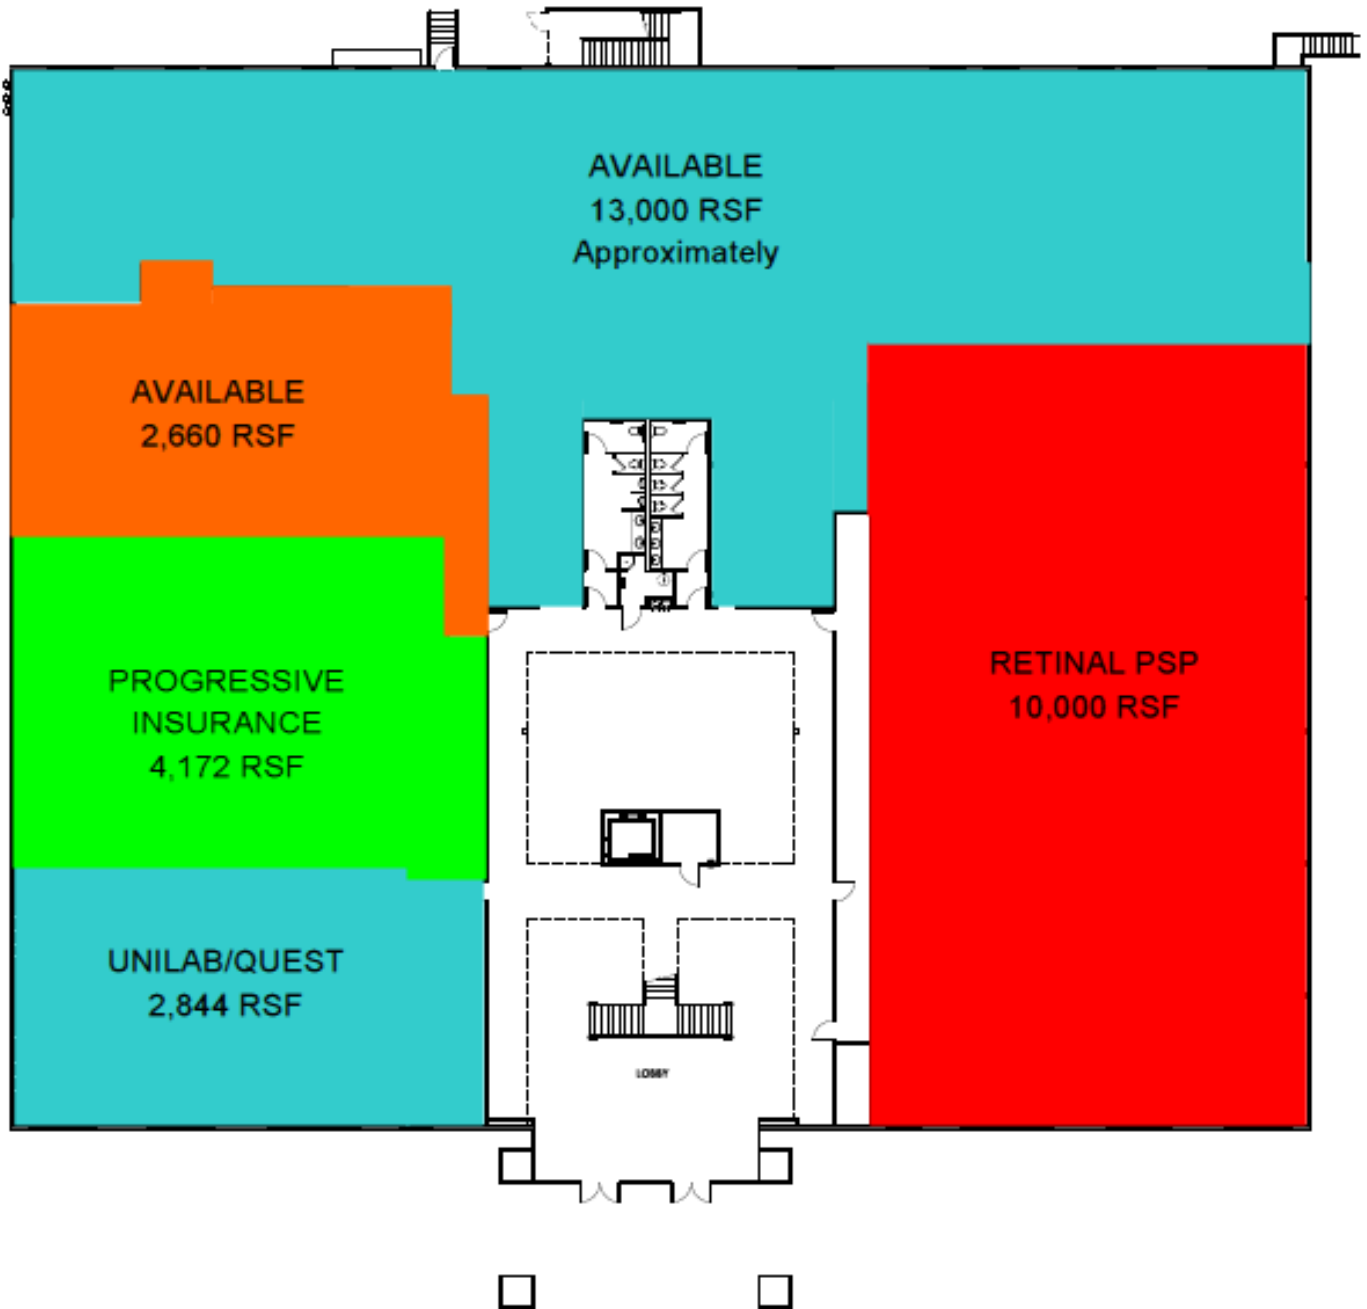 AVAILABLE
13,000 RSF
Approximately
AVAILABLE
2,660 RSF
PROGRESSIVE
INSURANCE
4,172 RSF
RETINAL PSP
10,000 RSF
UNILAB/QUEST
2,844 RSF
LOBBY